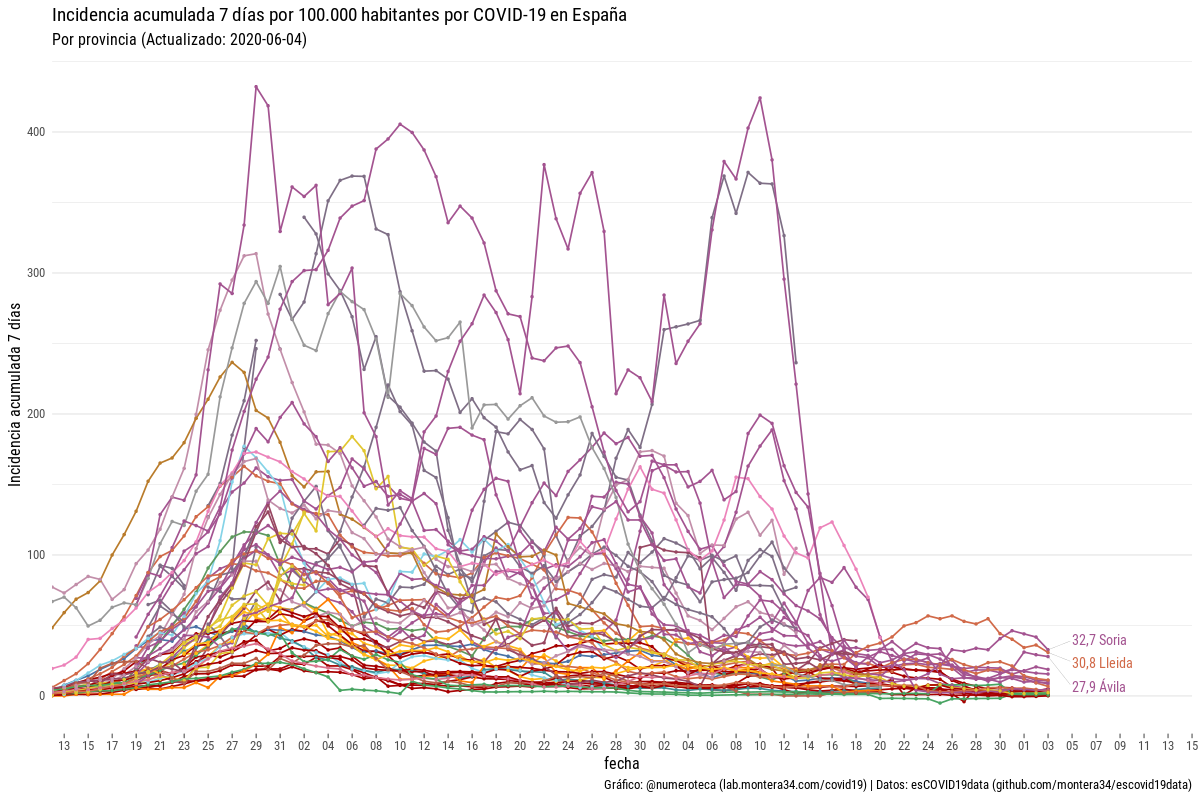 Incidencia acumulada 7 días por 100.000 habitantes por COVID-19 en España
Por provincia (Actualizado: 2020-06-04)
Incidencia acumulada 7 días
400
300
200
100
0
32,7 Soria
30,8 Lleida
27,9 Ávila
13 15 17 19 21 23 25 27 29 31 02 04 06 08 10 12 14 16 18 20 22 24 26 28 30 02 04 06 08 10 12 14 16 18 20 22 24 26 28 30 01 03 05 07 09 11 13 15
fecha
Gráfico: @numeroteca (lab.montera34.com/covid19) | Datos: esCOVID19data (github.com/montera34/escovid19data)